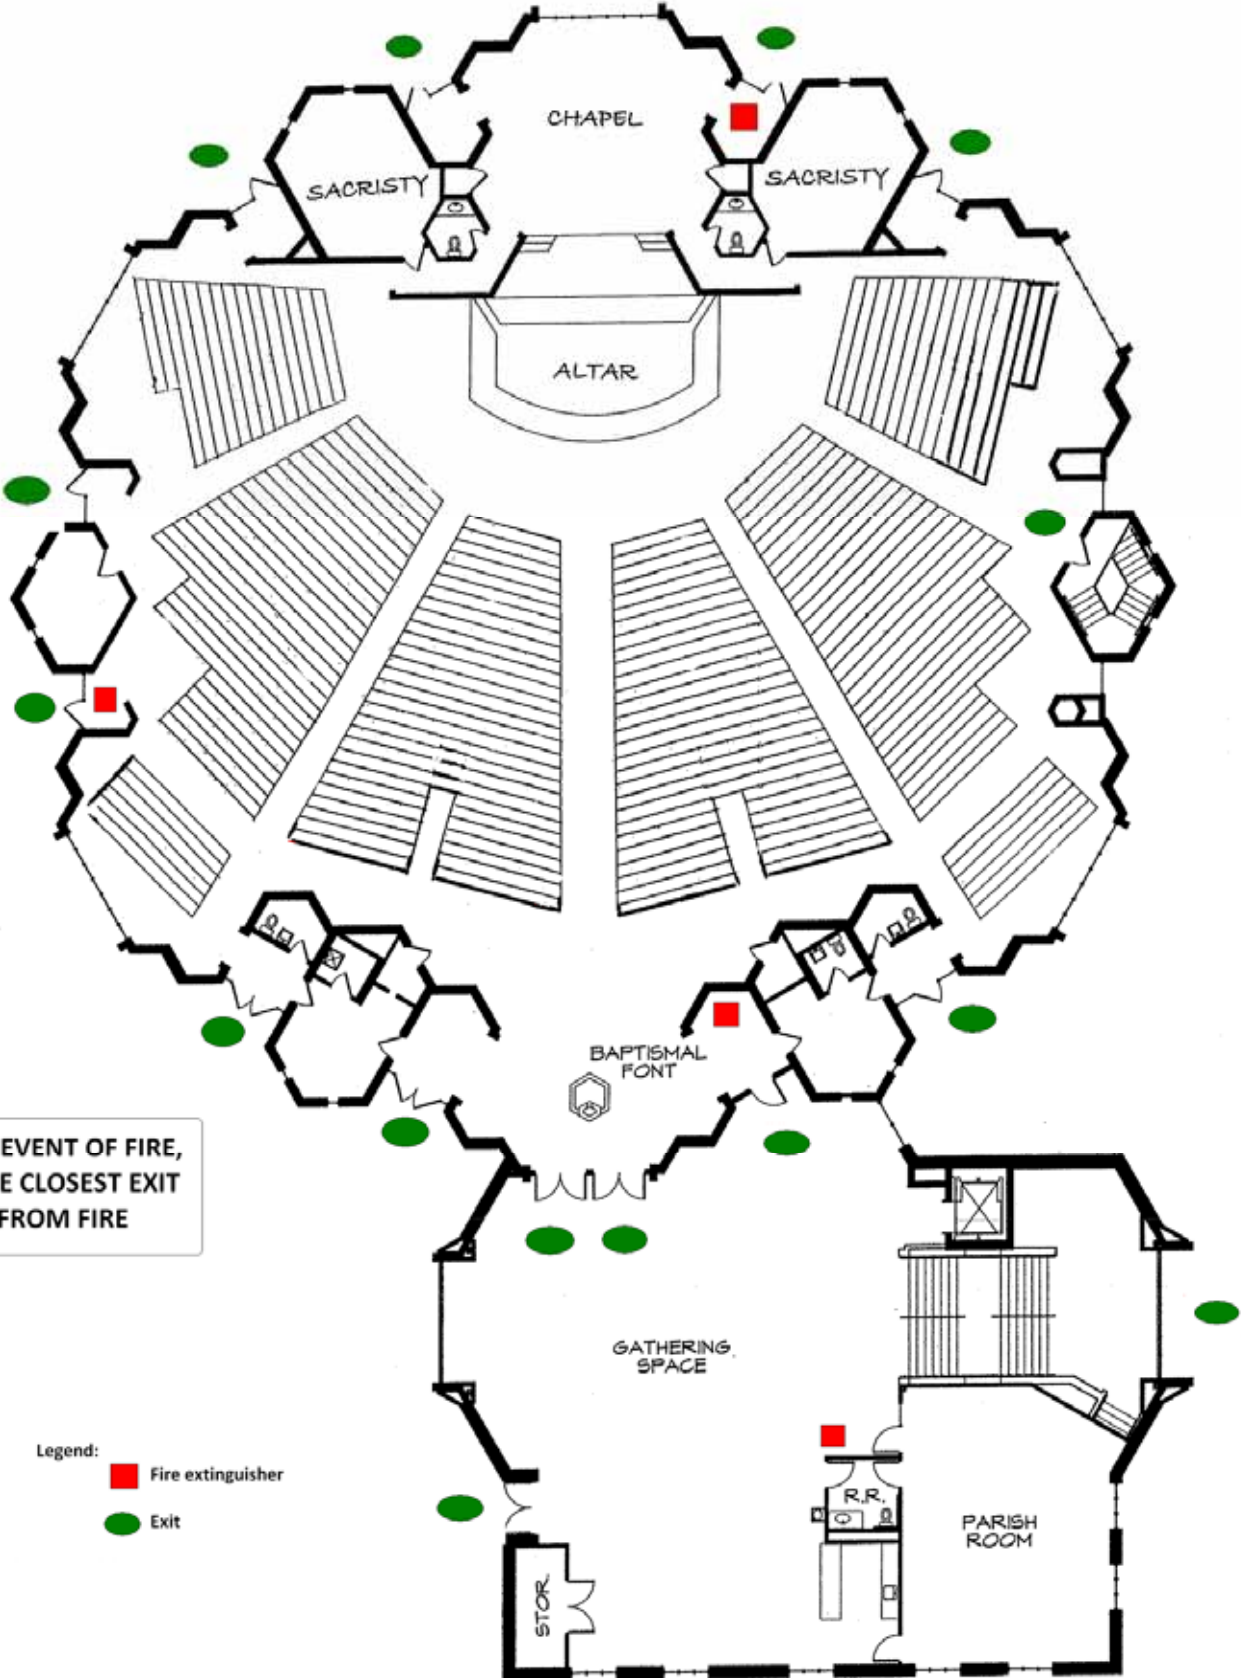 CHAPEL
SACRISTY
SACRISTY
ALTAR
BAPTISMAL
FONT
EVENT OF FIRE,
E CLOSEST EXIT
FROM FIRE
GATHERING
SPACE
Legend:
Fire extinguisher
Exit
R.R.
PARISH
ROOM
STOR.